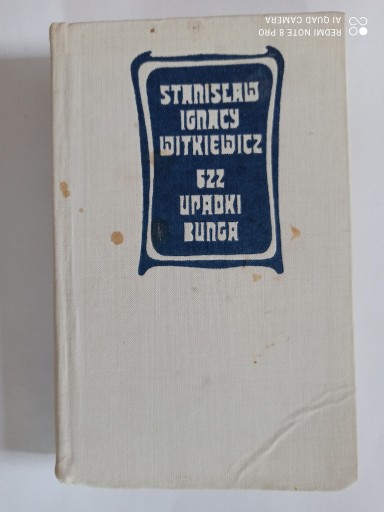 REDMI NOTE 8 PRO
AI QUAD CAMERA
STANISŁAW
IGNACY
WITKIEWICZ
622
UPADKI
BUNGA